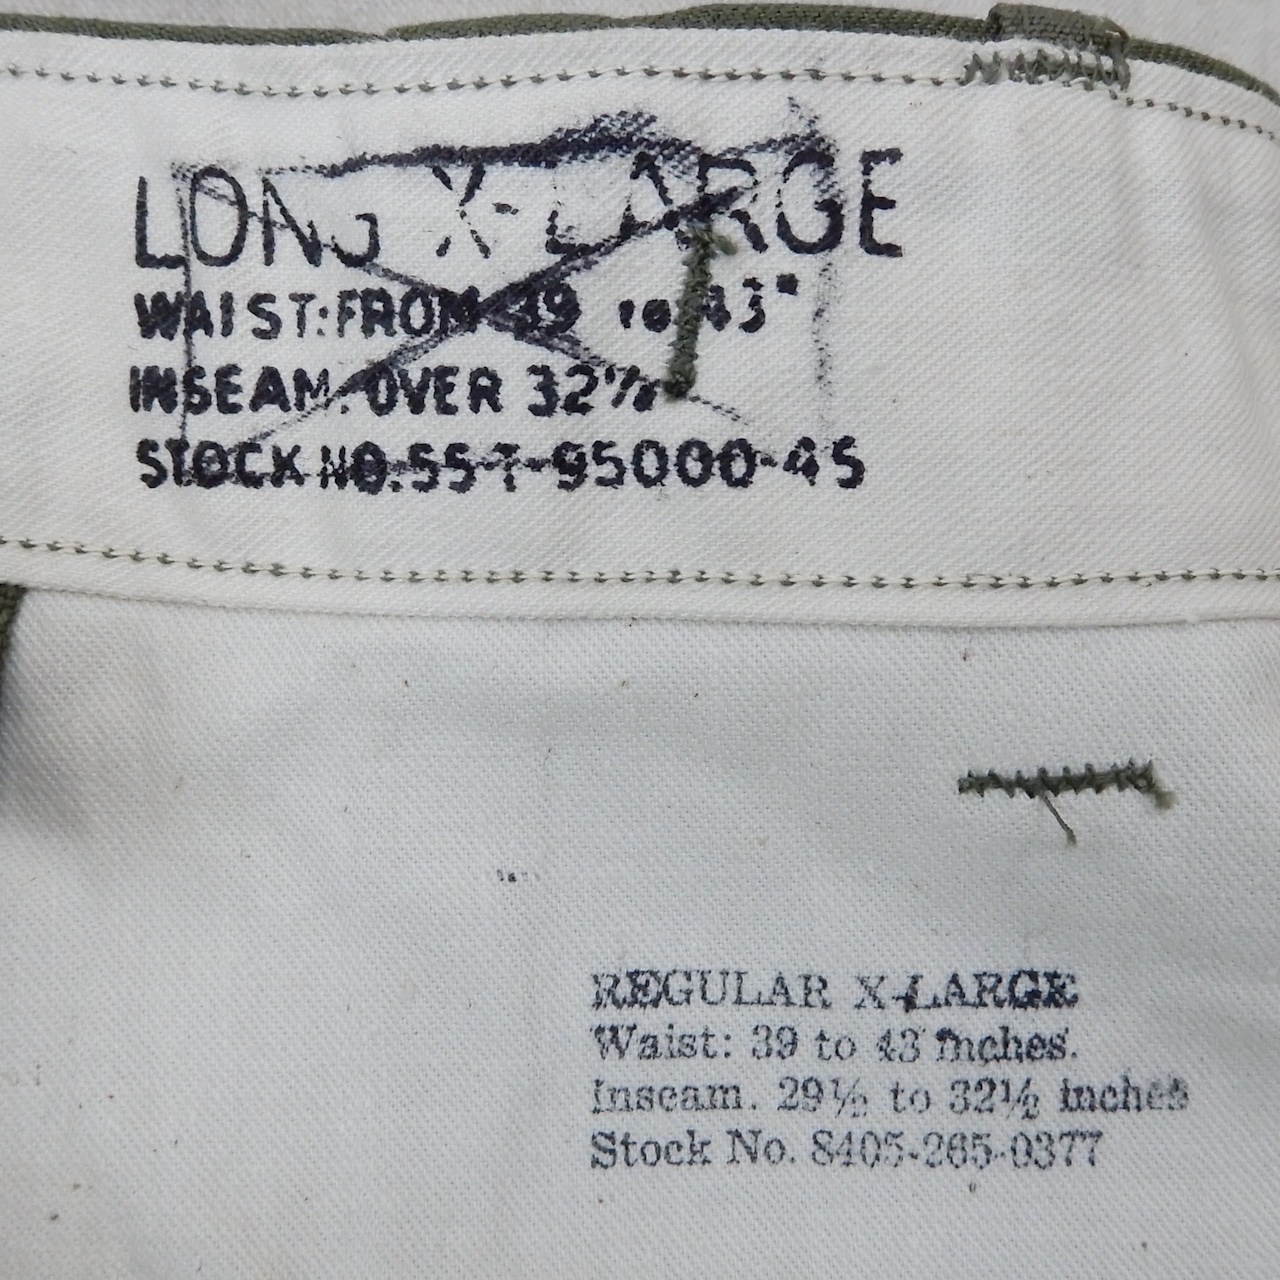 LONG X-LARGE
WAIST: FROM 39 TO 43"
INSEAM. OVER 32½
STOCK NO. 55-T-95000-45
REGULAR X-LARGE
Waist: 39 to 43 inches.
Inseam. 29½ to 32½ inches
Stock No. 8405-265-0377